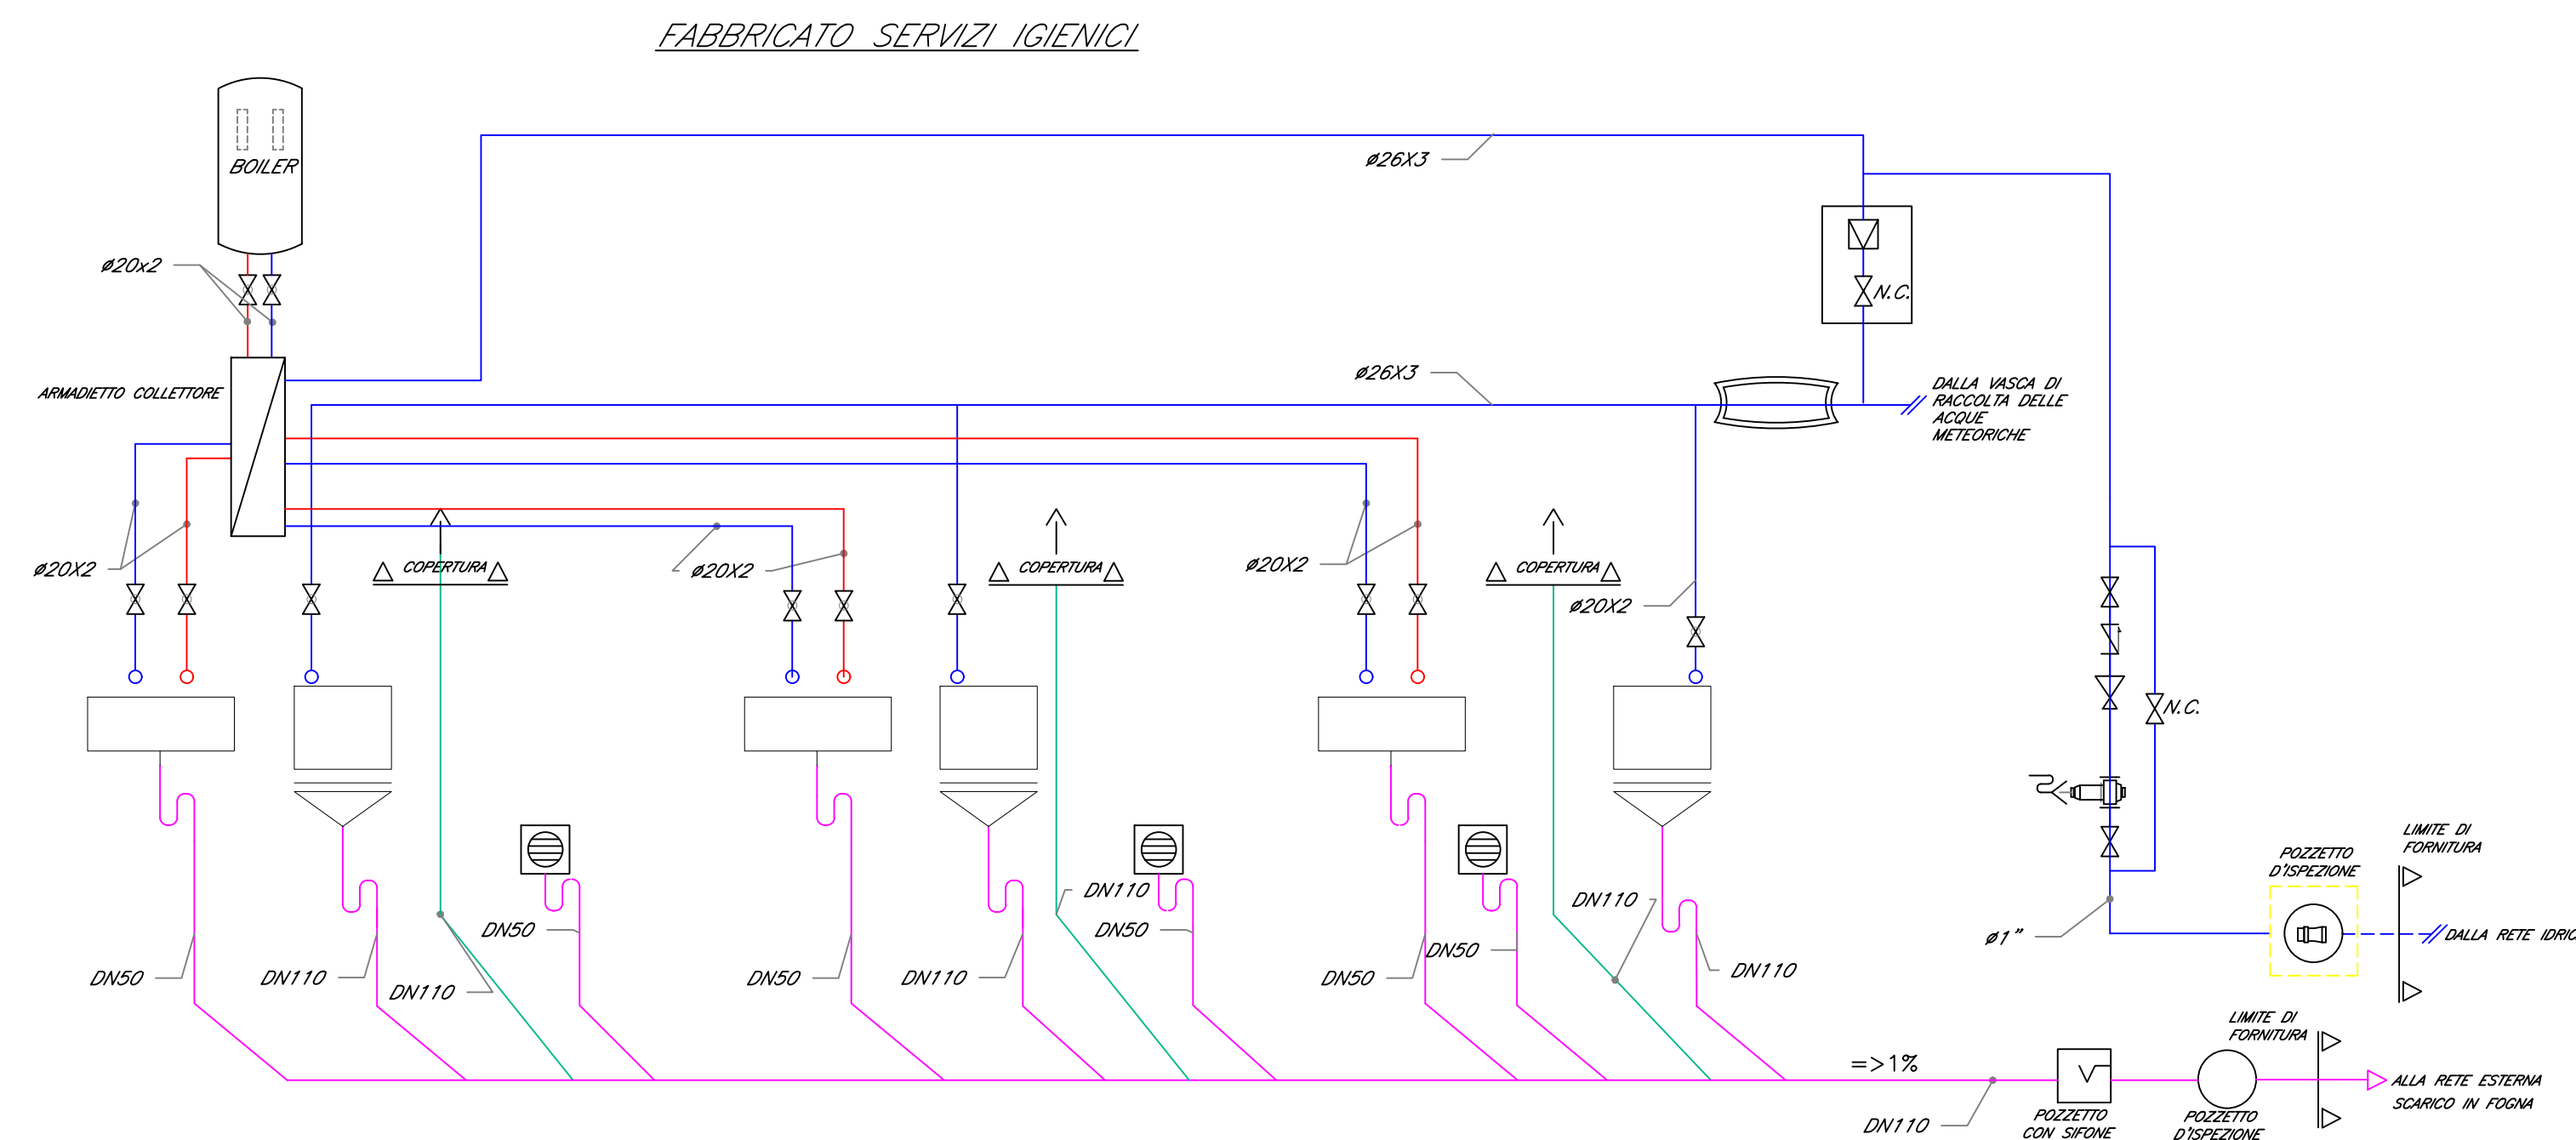 FABBRICATO SERVIZI IGIENICI
BOILER
ø26X3
ø20x2
N.C.
ARMADIETTO COLLETTORE
ø26X3
DALLA VASCA DI
RACCOLTA DELLE
ACQUE
METEORICHE
ø20X2
COPERTURA
ø20X2
COPERTURA
ø20X2
COPERTURA
ø20X2
N.C.
LIMITE DI
FORNITURA
POZZETTO
D'ISPEZIONE
DN110
DN110
DN50
DN50
DN50
ø1"
DALLA RETE IDRIC
DN50
DN110
DN110
DN50
DN110
DN50
DN110
LIMITE DI
FORNITURA
=>1%
ALLA RETE ESTERNA
SCARICO IN FOGNA
DN110
POZZETTO
CON SIFONE
POZZETTO
D'ISPEZIONE